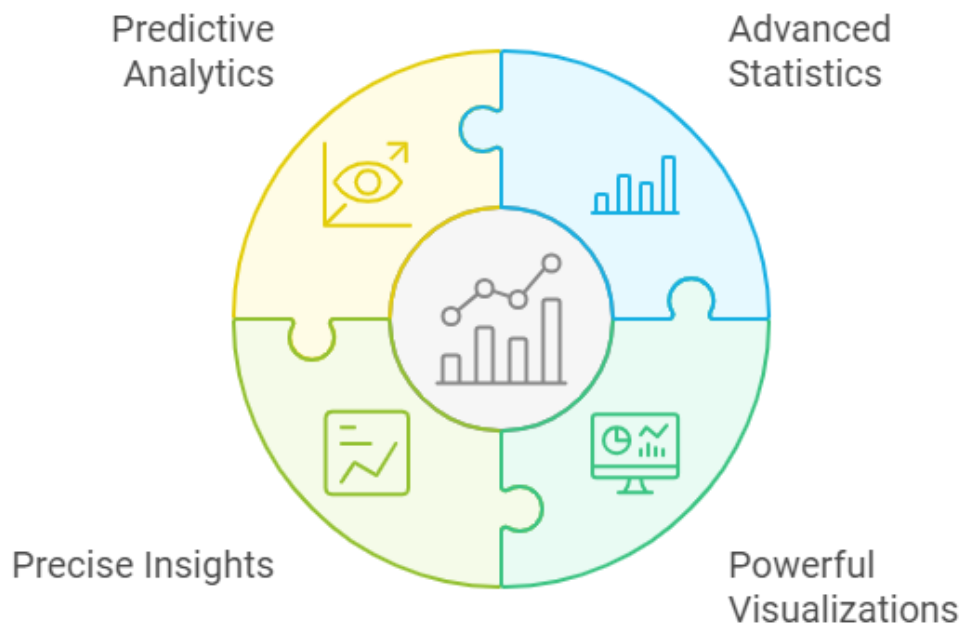 Predictive
Analytics
Advanced
Statistics
Precise Insights
Powerful
Visualizations